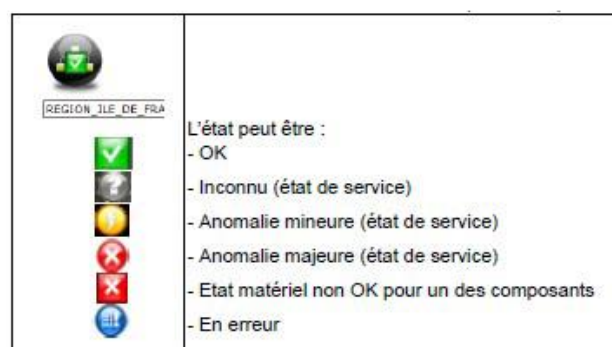 REGION_ILE_DE_FRA
L'état peut être :
- OK
- Inconnu (état de service)
- Anomalie mineure (état de service)
- Anomalie majeure (état de service)
- Etat matériel non OK pour un des composants
- En erreur